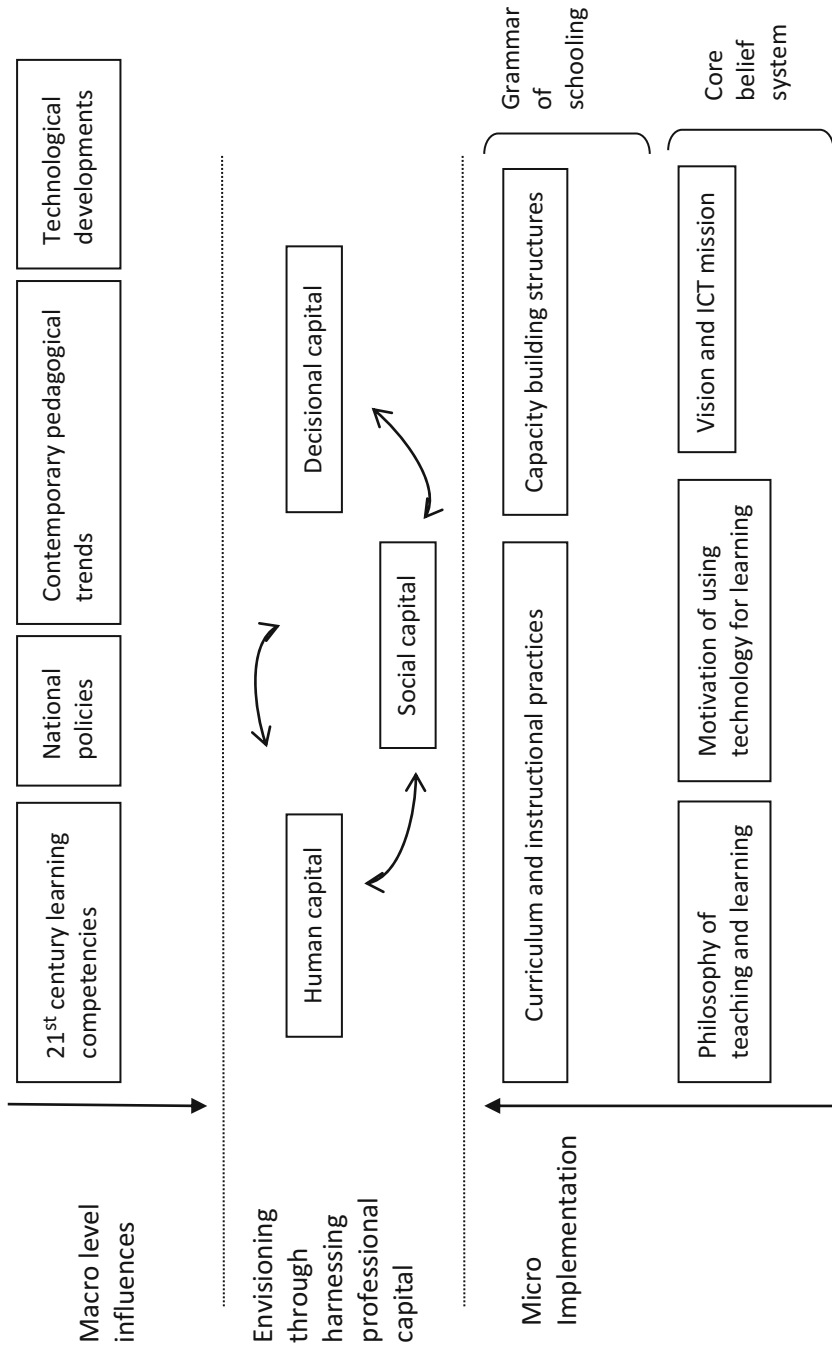 Macro level
influences
21st century learning
competencies
National
policies
Contemporary pedagogical
trends
Technological
developments
Envisioning
through
harnessing
professional
capital
Human capital
Social capital
Decisional capital
Micro
Implementation
Curriculum and instructional practices
Capacity building structures
Grammar
of
schooling
Philosophy of
teaching and learning
Motivation of using
technology for learning
Vision and ICT mission
Core
belief
system